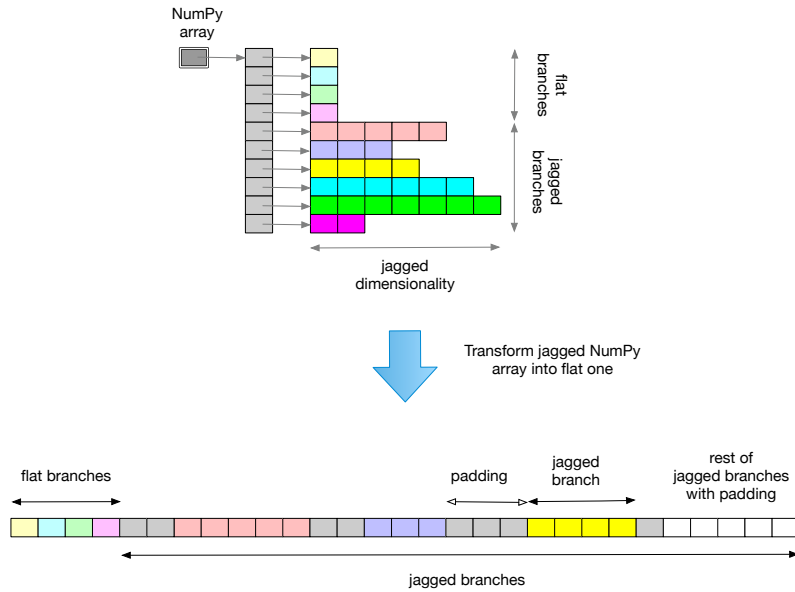 NumPy
array
flat
branches
jagged
branches
jagged
dimensionality
Transform jagged NumPy
array into flat one
flat branches
padding
jagged
branch
rest of
jagged branches
with padding
jagged branches